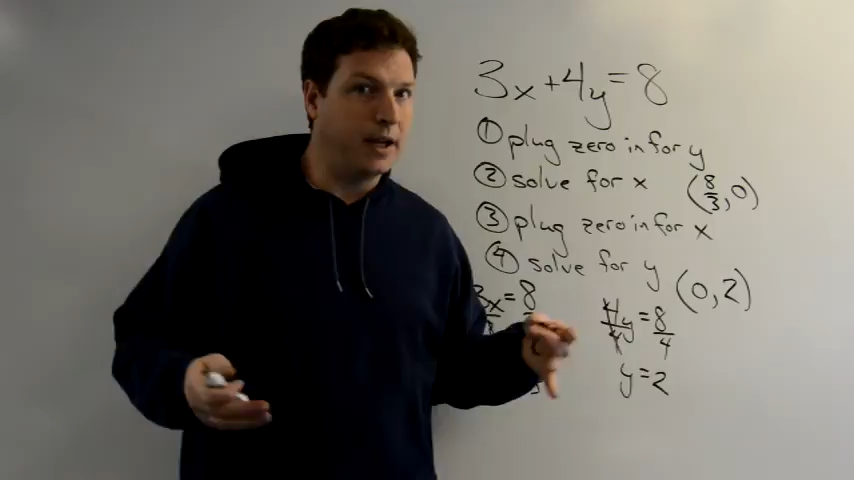 3x+4y=8
① plug zero in for y
② solve for x (8/3, 0)
③ plug zero in for x
④ solve for y (0, 2)
3x=8
4y=8
4 4
y=2